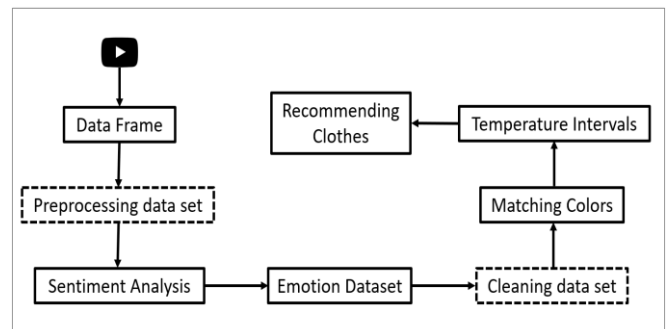 Data Frame
Preprocessing data set
Sentiment Analysis
Emotion Dataset
Cleaning data set
Matching Colors
Temperature Intervals
Recommending
Clothes